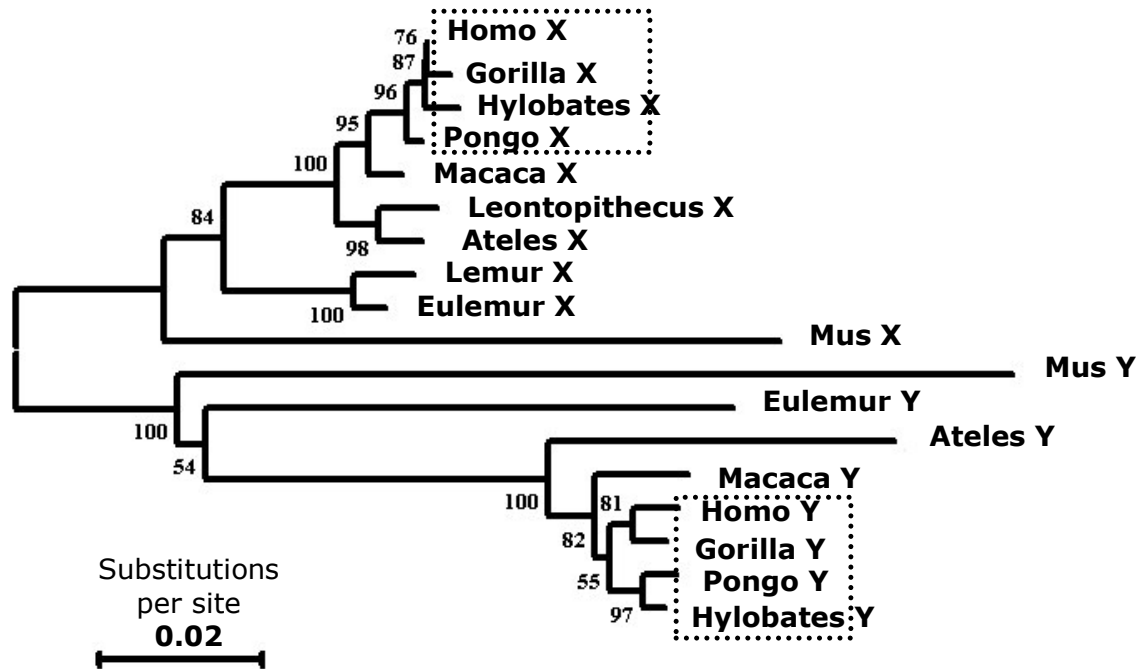 76
Homo X
87
Gorilla X
96
Hylobates X
95
Pongo X
100
Macaca X
84
Leontopithecus X
98
Ateles X
Lemur X
100
Eulemur X
Mus X
Mus Y
Eulemur Y
100
Ateles Y
54
Macaca Y
100
81
Homo Y
82
Gorilla Y
55
Pongo Y
97
Hylobates Y
Substitutions
per site
0.02